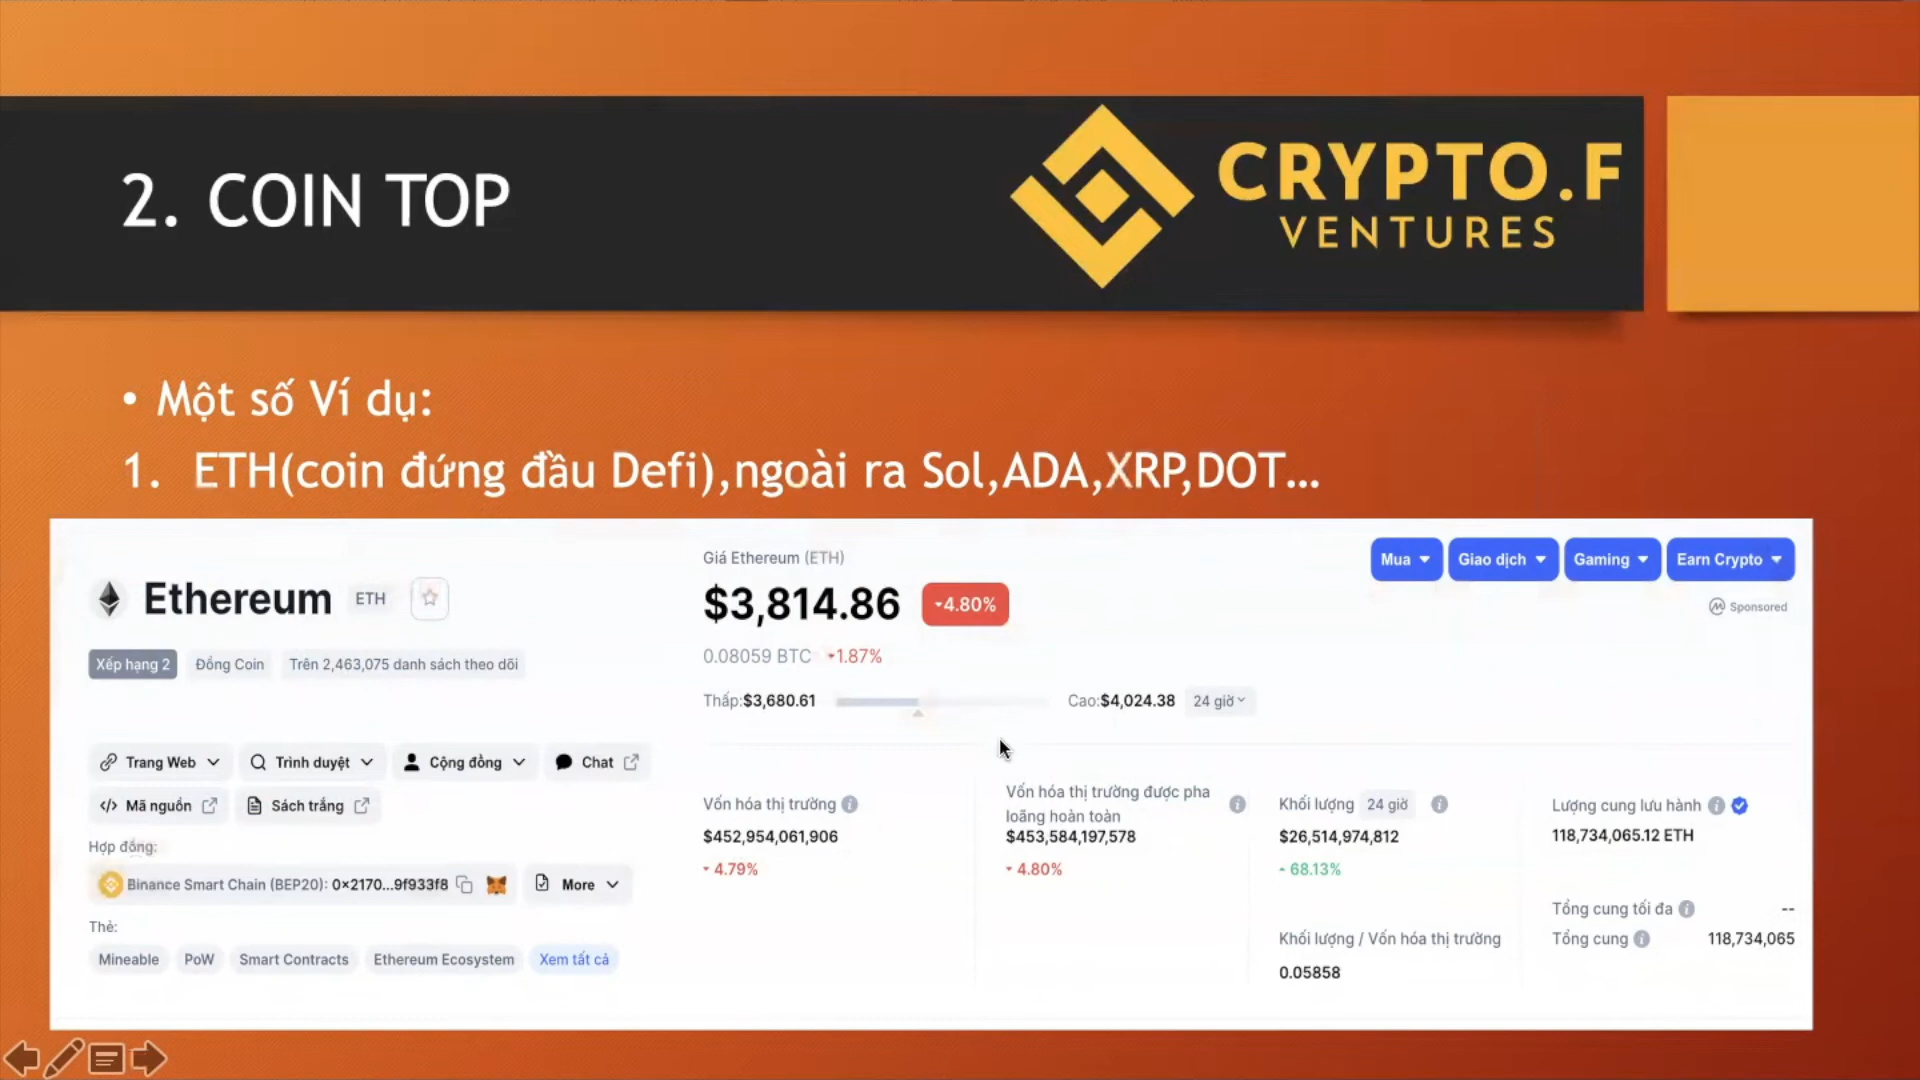 2. COIN TOP
CRYPTO.F
VENTURES
• Một số Ví dụ:
1. ETH(coin đứng đầu Defi),ngoài ra Sol,ADA,XRP,DOT...
Ethereum ETH
Xếp hạng 2 Đồng Coin Trên 2,463,075 danh sách theo dõi
Trang Web Trình duyệt Cộng đồng Chat
Mã nguồn Sách trắng
Hợp đồng:
Binance Smart Chain (BEP20): 0x2170...9f933f8 More
Thẻ:
Mineable PoW Smart Contracts Ethereum Ecosystem Xem tất cả
Giá Ethereum (ETH)
$3,814.86 4.80%
0.08059 BTC 1.87%
Thấp:$3,680.61 Cao:$4,024.38 24 giờ
Mua Giao dịch Gaming Earn Crypto
Sponsored
Vốn hóa thị trường
$452,954,061,906
4.79%
Vốn hóa thị trường được pha
loãng hoàn toàn
$453,584,197,578
4.80%
Khối lượng 24 giờ
$26,514,974,812
68.13%
Khối lượng / Vốn hóa thị trường
0.05858
Lượng cung lưu hành
118,734,065.12 ETH
Tổng cung tối đa --
Tổng cung 118,734,065